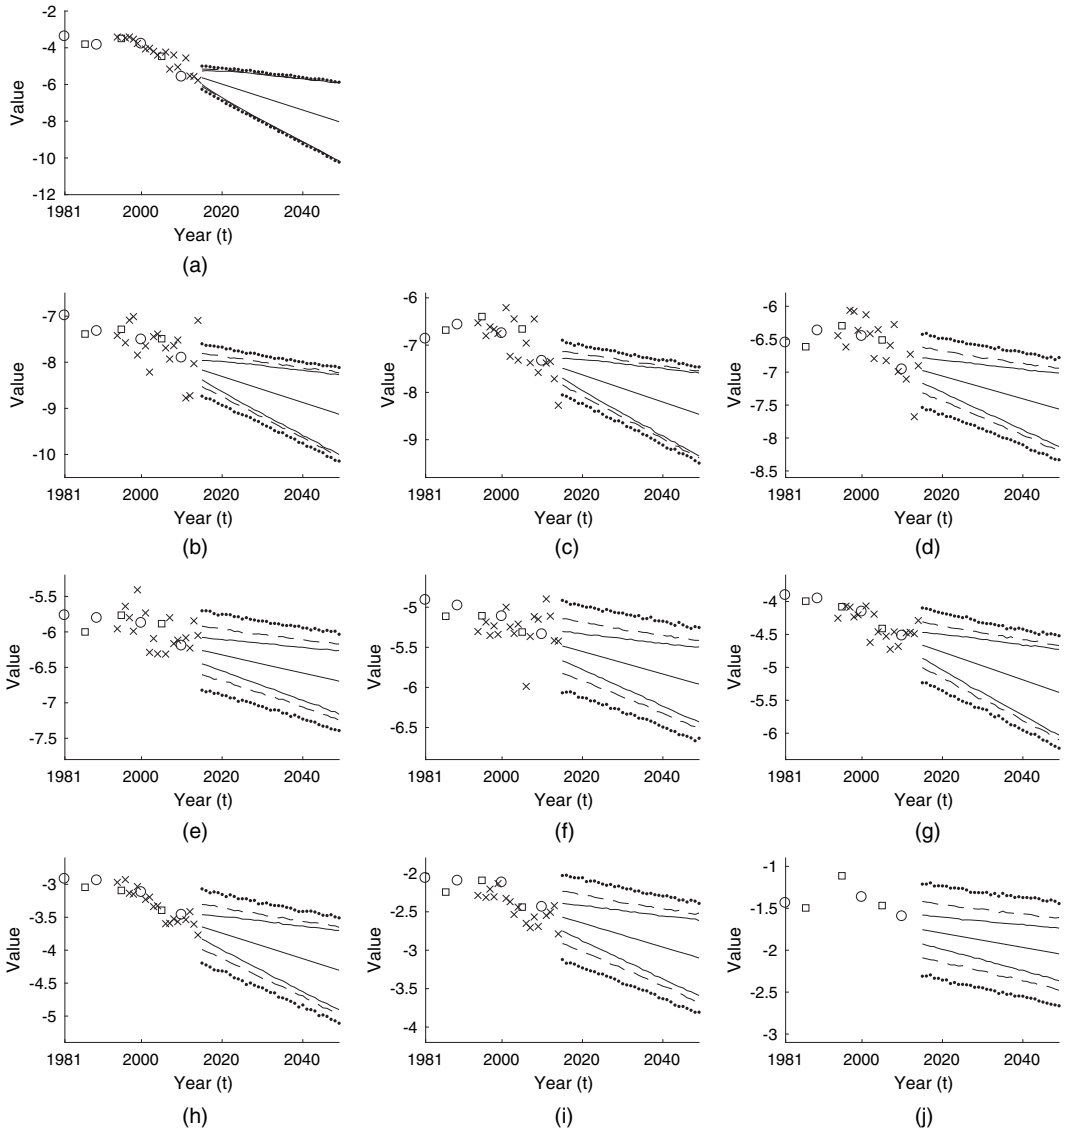 -2
-4
-6
-8
-10
-12
Value
1981 2000 2020 2040
Year (t)
(a)
-7
-8
-9
-10
Value
1981 2000 2020 2040
Year (t)
(b)
-6
-7
-8
-9
Value
1981 2000 2020 2040
Year (t)
(c)
-6
-6.5
-7
-7.5
-8
-8.5
Value
1981 2000 2020 2040
Year (t)
(d)
-5.5
-6
-6.5
-7
-7.5
Value
1981 2000 2020 2040
Year (t)
(e)
-5
-5.5
-6
-6.5
Value
1981 2000 2020 2040
Year (t)
(f)
-4
-4.5
-5
-5.5
-6
Value
1981 2000 2020 2040
Year (t)
(g)
-3
-3.5
-4
-4.5
-5
Value
1981 2000 2020 2040
Year (t)
(h)
-2
-2.5
-3
-3.5
-4
Value
1981 2000 2020 2040
Year (t)
(i)
-1
-1.5
-2
-2.5
-3
Value
1981 2000 2020 2040
Year (t)
(j)